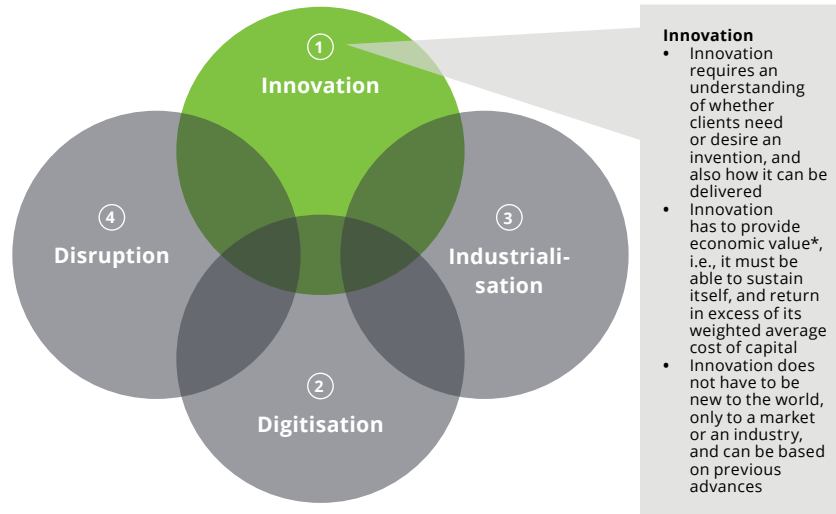 1
Innovation
4
Disruption
3
Industriali-
sation
2
Digitisation
Innovation
• Innovation
requires an
understanding
of whether
clients need
or desire an
invention, and
also how it can be
delivered
• Innovation
has to provide
economic value*,
i.e., it must be
able to sustain
itself, and return
in excess of its
weighted average
cost of capital
• Innovation does
not have to be
new to the world,
only to a market
or an industry,
and can be based
on previous
advances